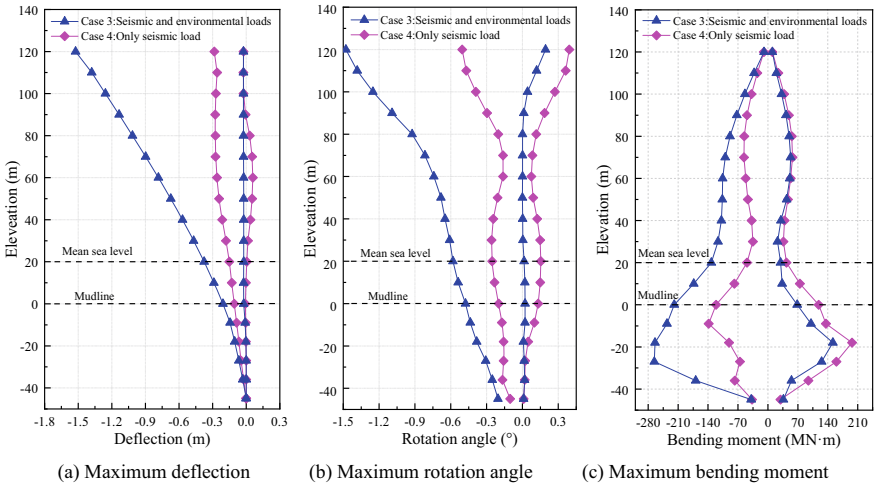 Case 3:Seismic and environmental loads
Case 4:Only seismic load
Eleveation (m)
120
100
80
60
40
20
0
-20
-40
Mean sea level
Mudline
-1.8 -1.5 -1.2 -0.9 -0.6 -0.3 0.0 0.3
Deflection (m)
(a) Maximum deflection
Case 3:Seismic and environmental loads
Case 4:Only seismic load
Eleveation (m)
140
120
100
80
60
40
20
0
-20
-40
Mean sea level
Mudline
-1.5 -1.2 -0.9 -0.6 -0.3 0.0 0.3
Rotation angle (°)
(b) Maximum rotation angle
Case 3:Seismic and environmental loads
Case 4:Only seismic load
Elevation (m)
140
120
100
80
60
40
20
0
-20
-40
Mean sea level
Mudline
-280 -210 -140 -70 0 70 140 210
Bending moment (MN·m)
(c) Maximum bending moment